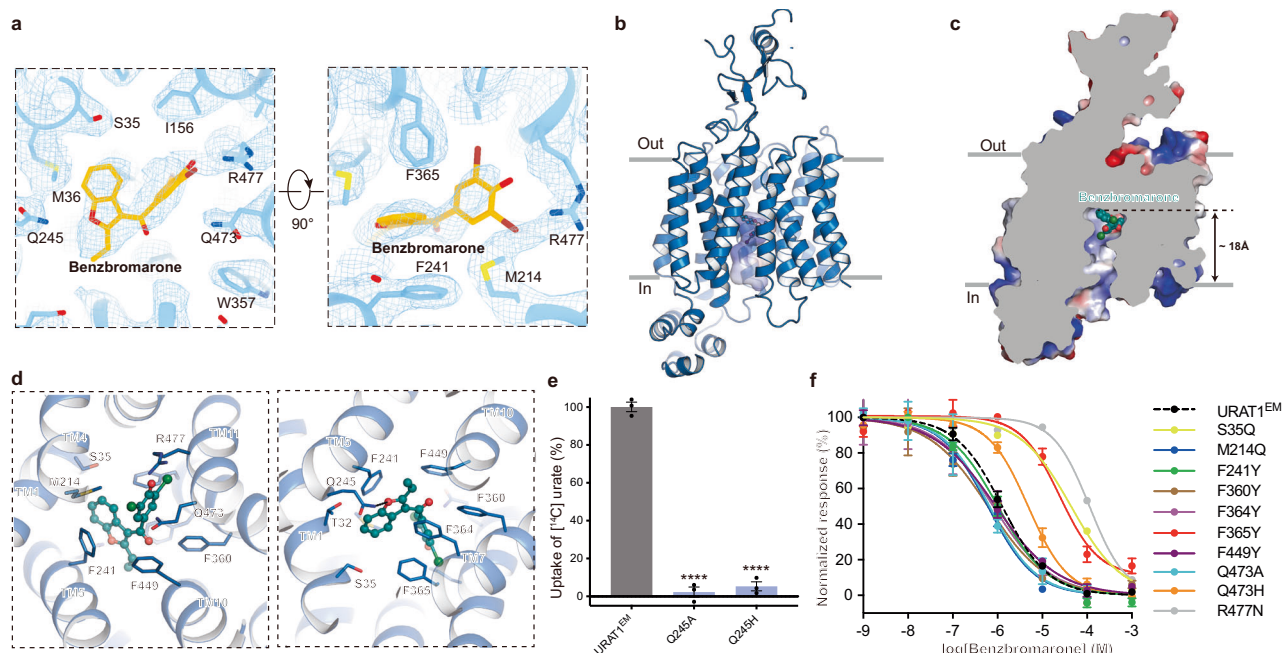 a
S35
I156
M36
R477
Q245
Q473
Benzbromarone
W357
90°
F365
R477
Benzbromarone
F241
M214
b
Out
In
c
Out
Benzbromarone
~ 18Å
In
d
TM4
TM11
R477
S35
M214
TM1
Q473
F360
F241
F449
TM5
TM10
TM10
TM5
F449
F241
Q245
F360
T32
F364
TM1
TM7
S35
F365
e
Uptake of [¹⁴C] urate (%)
100
80
60
40
20
0
****
****
URAT1ᴱᴹ
Q245A
Q245H
f
Normalized response (%)
100
80
60
40
20
0
-9
-8
-7
-6
-5
-4
-3
log[Benzbromarone] (M)
URAT1ᴱᴹ
S35Q
M214Q
F241Y
F360Y
F364Y
F365Y
F449Y
Q473A
Q473H
R477N